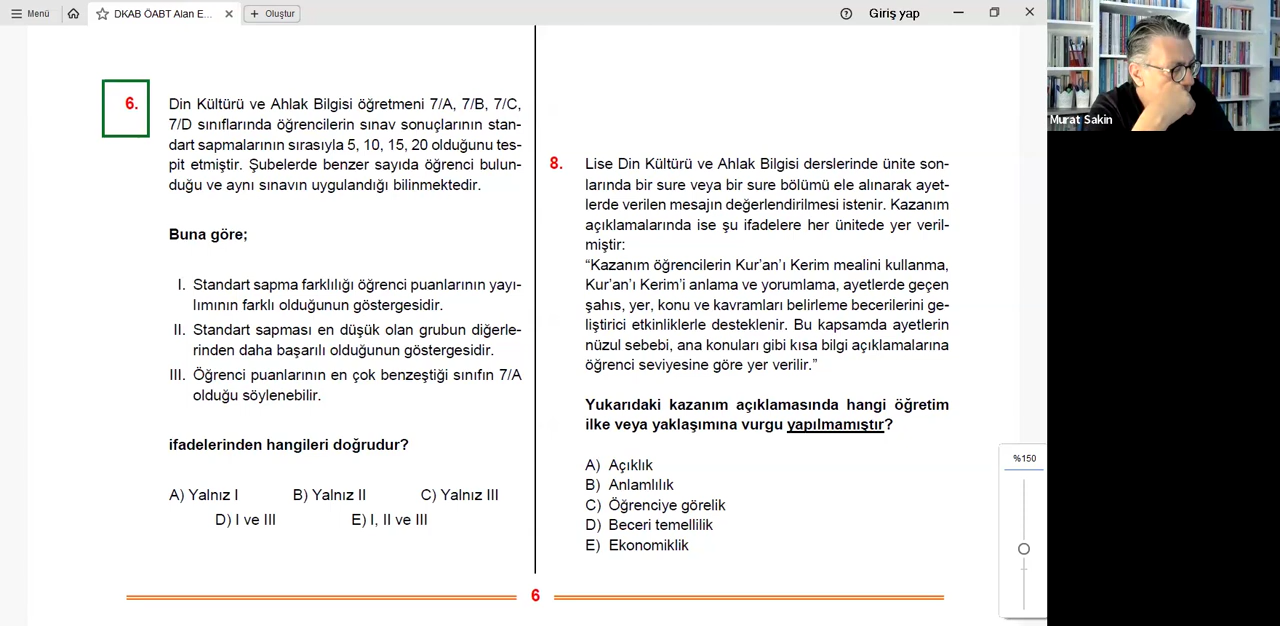 Menü
DKAB ÖABT Alan E...
Oluştur
Giriş yap
Murat Sakin
6.
Din Kültürü ve Ahlak Bilgisi öğretmeni 7/A, 7/B, 7/C,
7/D sınıflarında öğrencilerin sınav sonuçlarının stan-
dart sapmalarının sırasıyla 5, 10, 15, 20 olduğunu tes-
pit etmiştir. Şubelerde benzer sayıda öğrenci bulun-
duğu ve aynı sınavın uygulandığı bilinmektedir.
Buna göre;
I. Standart sapma farklılığı öğrenci puanlarının yayı-
lımının farklı olduğunun göstergesidir.
II. Standart sapması en düşük olan grubun diğerle-
rinden daha başarılı olduğunun göstergesidir.
III. Öğrenci puanlarının en çok benzeştiği sınıfın 7/A
olduğu söylenebilir.
ifadelerinden hangileri doğrudur?
A) Yalnız I B) Yalnız II C) Yalnız III
D) I ve III E) I, II ve III
8.
Lise Din Kültürü ve Ahlak Bilgisi derslerinde ünite son-
larında bir sure veya bir sure bölümü ele alınarak ayet-
lerde verilen mesajın değerlendirilmesi istenir. Kazanım
açıklamalarında ise şu ifadelere her ünitede yer veril-
miştir:
“Kazanım öğrencilerin Kur’an’ı Kerim mealini kullanma,
Kur’an’ı Kerim’i anlama ve yorumlama, ayetlerde geçen
şahıs, yer, konu ve kavramları belirleme becerilerini ge-
liştirici etkinliklerle desteklenir. Bu kapsamda ayetlerin
nüzul sebebi, ana konuları gibi kısa bilgi açıklamalarına
öğrenci seviyesine göre yer verilir.”
Yukarıdaki kazanım açıklamasında hangi öğretim
ilke veya yaklaşımına vurgu yapılmamıştır?
A) Açıklık
B) Anlamlılık
C) Öğrenciye görelik
D) Beceri temellilik
E) Ekonomiklik
%150
6